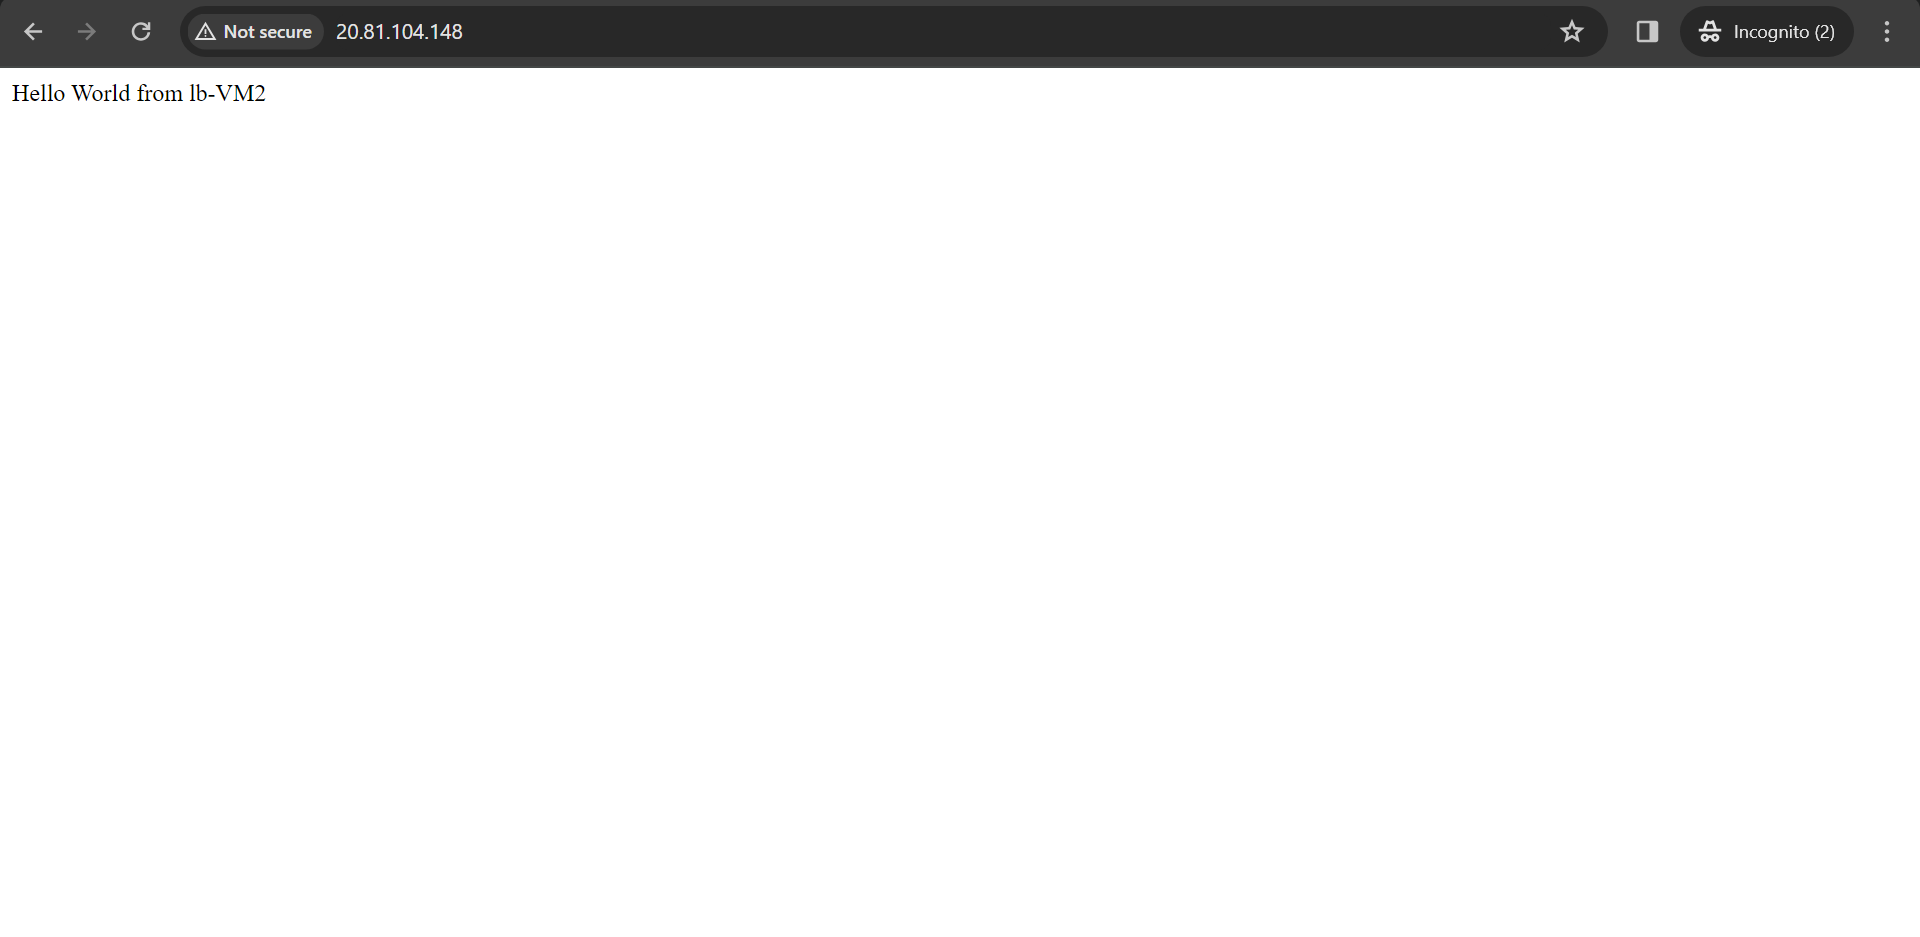 Not secure 20.81.104.148 Incognito (2)
Hello World from lb-VM2